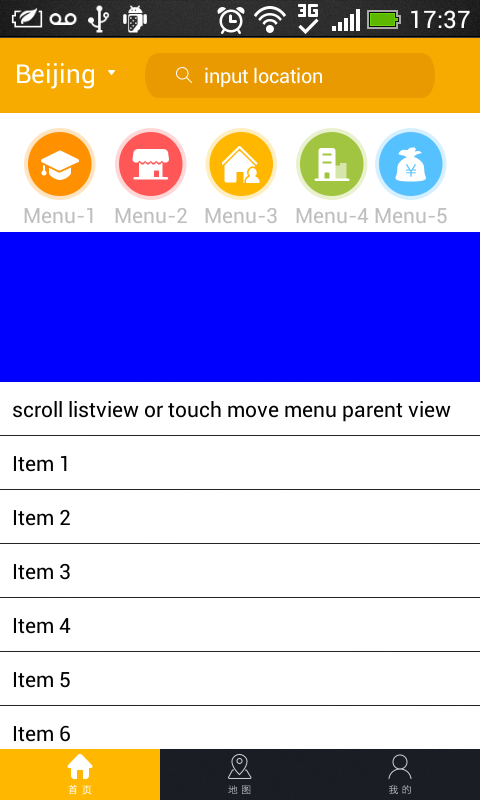 3G 17:37
Beijing input location
Menu-1 Menu-2 Menu-3 Menu-4 Menu-5
scroll listview or touch move menu parent view
Item 1
Item 2
Item 3
Item 4
Item 5
Item 6
首页 地图 我的